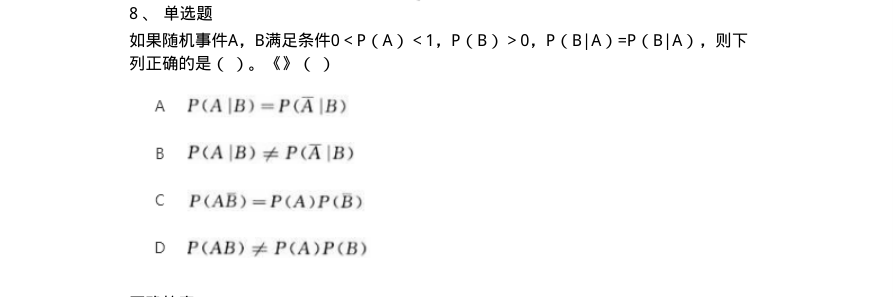 8、 单选题
如果随机事件A，B满足条件0<P（A）<1，P（B）>0，P（B|A）=P（B|A），则下
列正确的是（ ）。《》（ ）
A P(A|B)=P(A̅|B)
B P(A|B)≠P(A̅|B)
C P(AB̅)=P(A)P(B̅)
D P(AB)≠P(A)P(B)